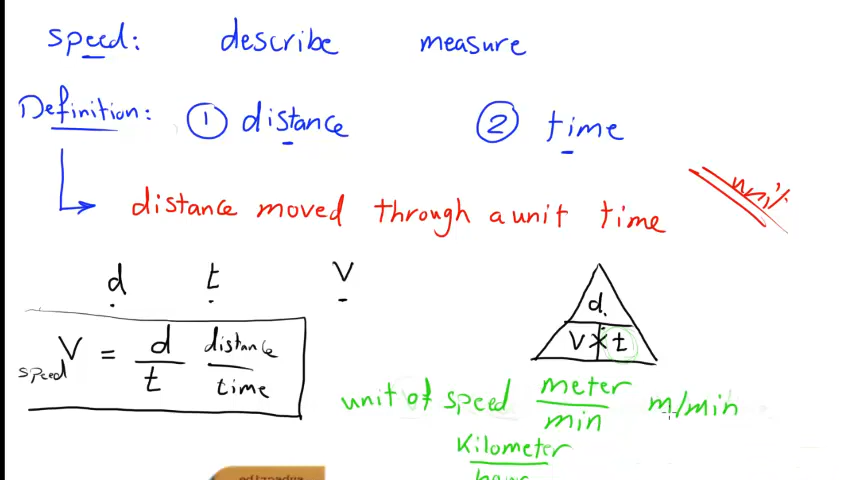 speed: describe measure
Definition: ① distance ② time
distance moved through a unit time
unit
d t V
V = d/t distance/time
speed
d.
V × t
unit of speed meter/min m/min
Kilometer